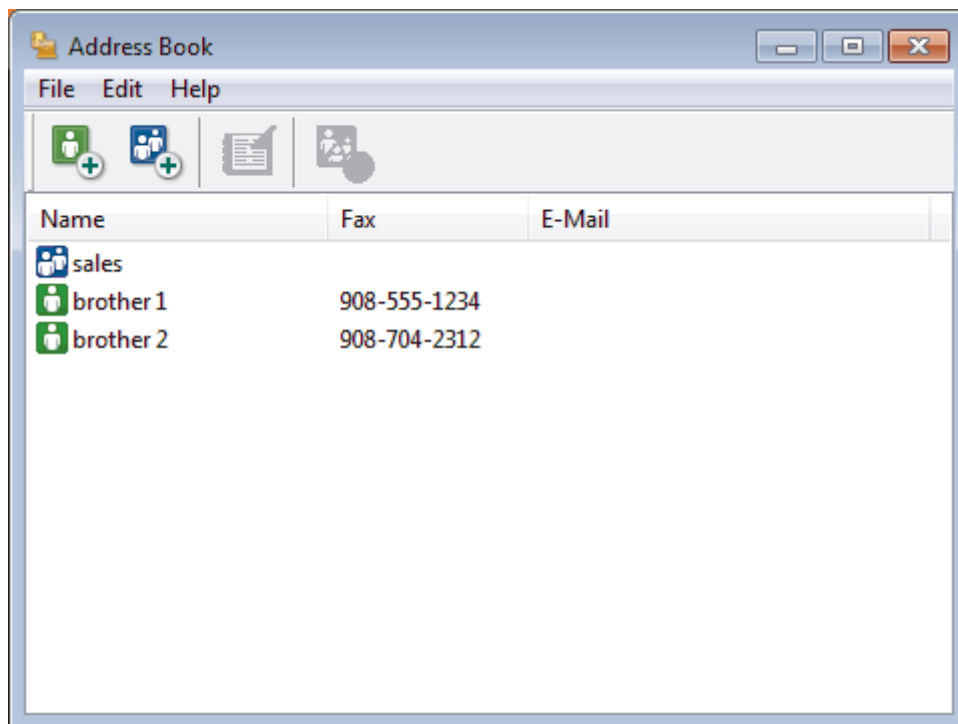 Address Book
File Edit Help
Name Fax E-Mail
sales
brother 1 908-555-1234
brother 2 908-704-2312